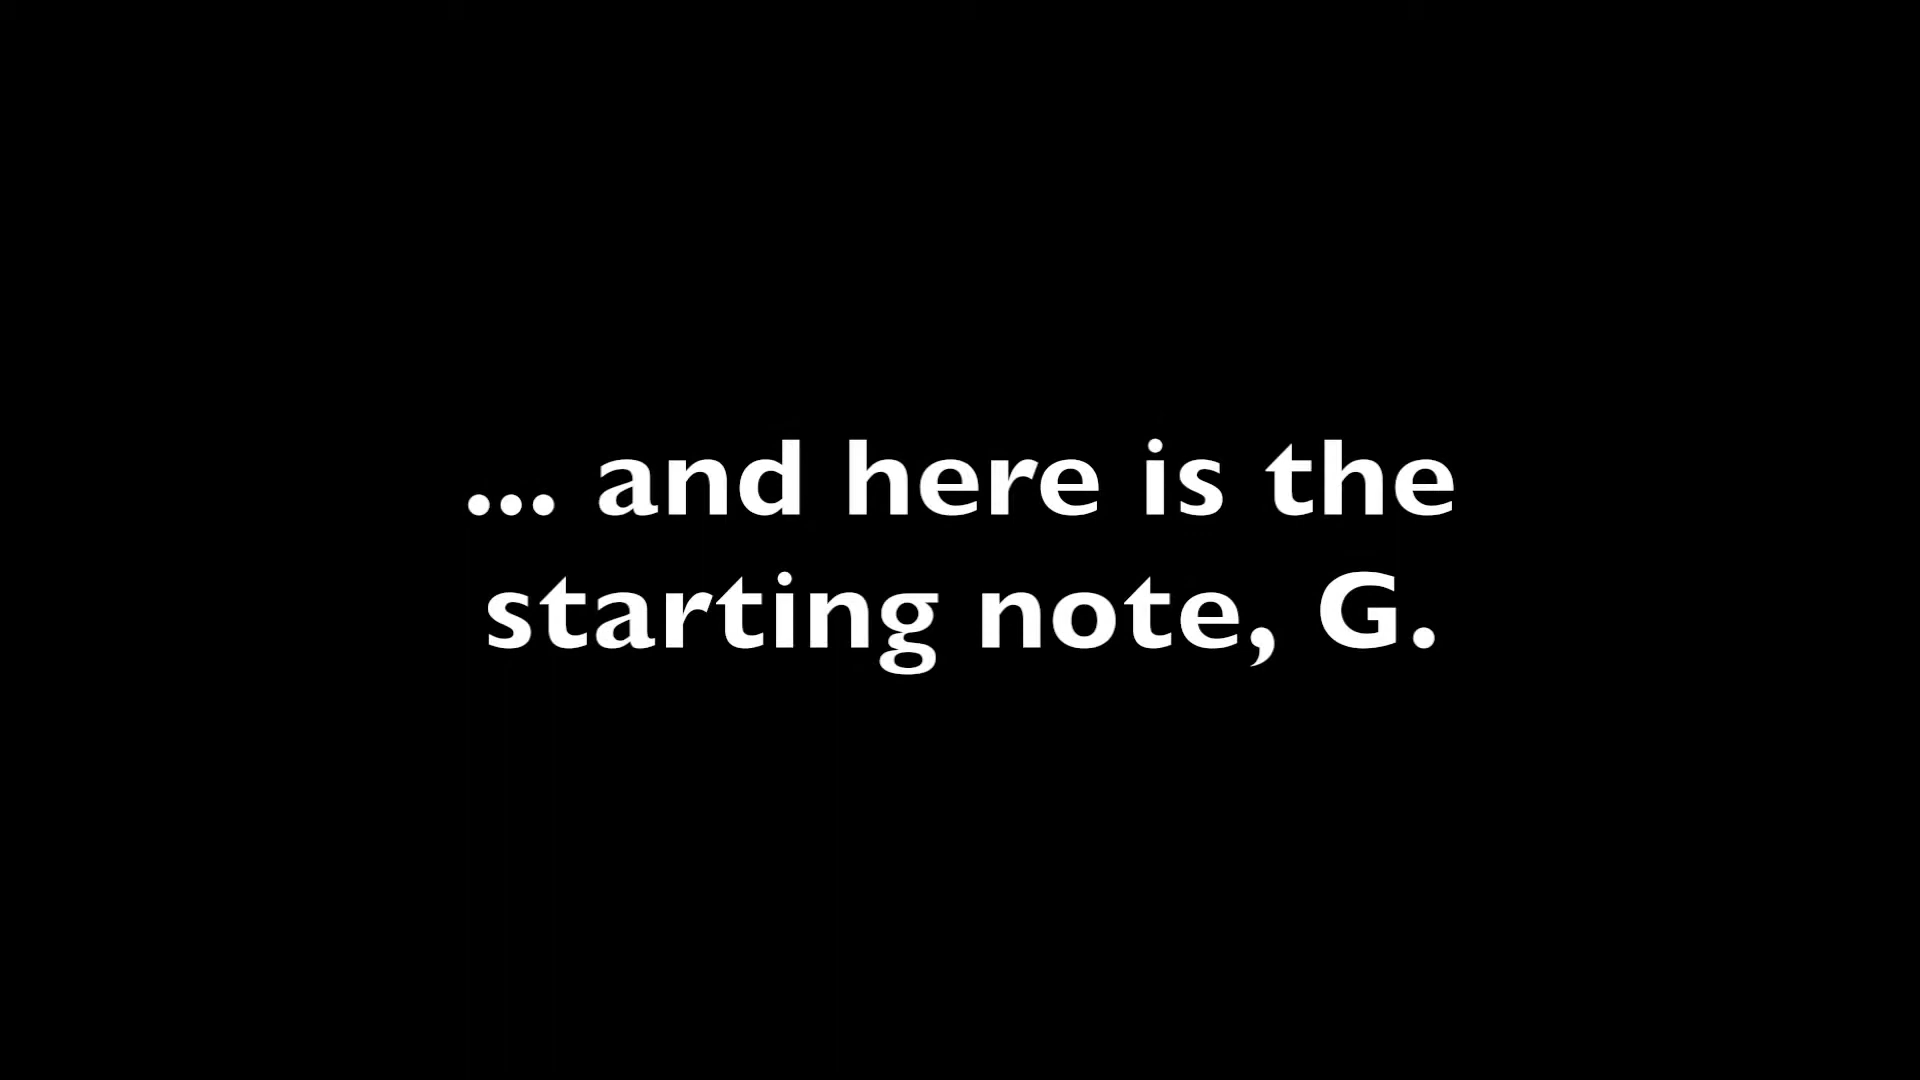 ... and here is the
starting note, G.